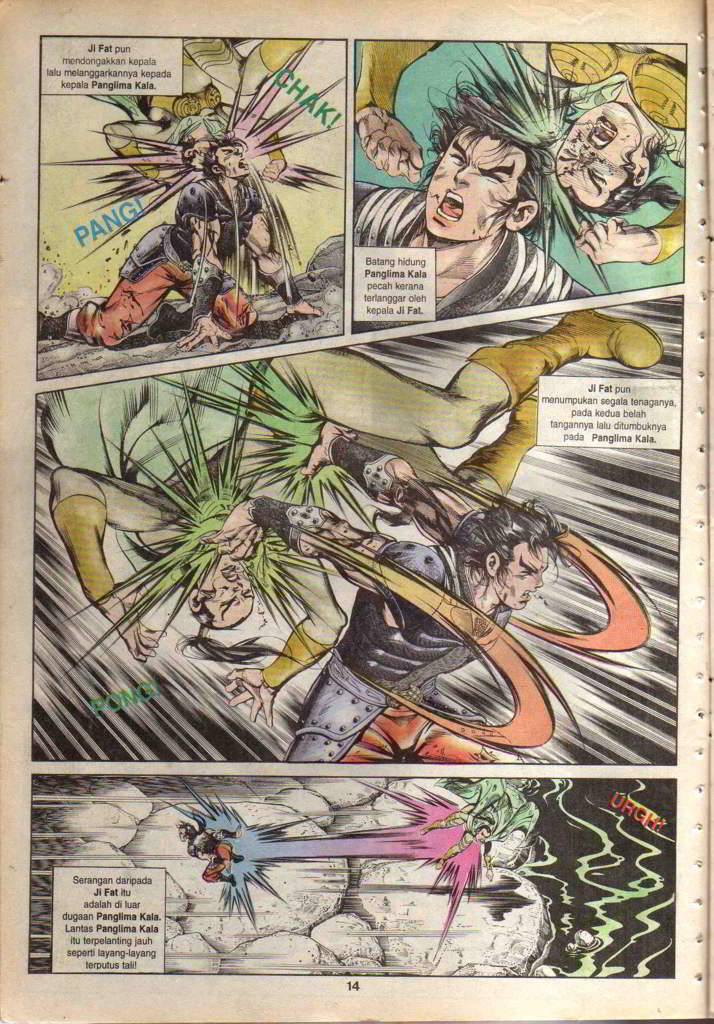 Ji Fat pun
mendongakkan kepala
lalu melanggarkannya kepada
kepala Panglima Kala.
CHAK!
PANG!
Batang hidung
Panglima Kala
pecah kerana
terlanggar oleh
kepala Ji Fat.
Ji Fat pun
menumpukan segala tenaganya,
pada kedua belah
tangannya lalu ditumbuknya
pada Panglima Kala.
PONG!
URGH!
Serangan daripada
Ji Fat itu
adalah di luar
dugaan Panglima Kala.
Lantas Panglima Kala
itu terpelanting jauh
seperti layang-layang
terputus tali!
14